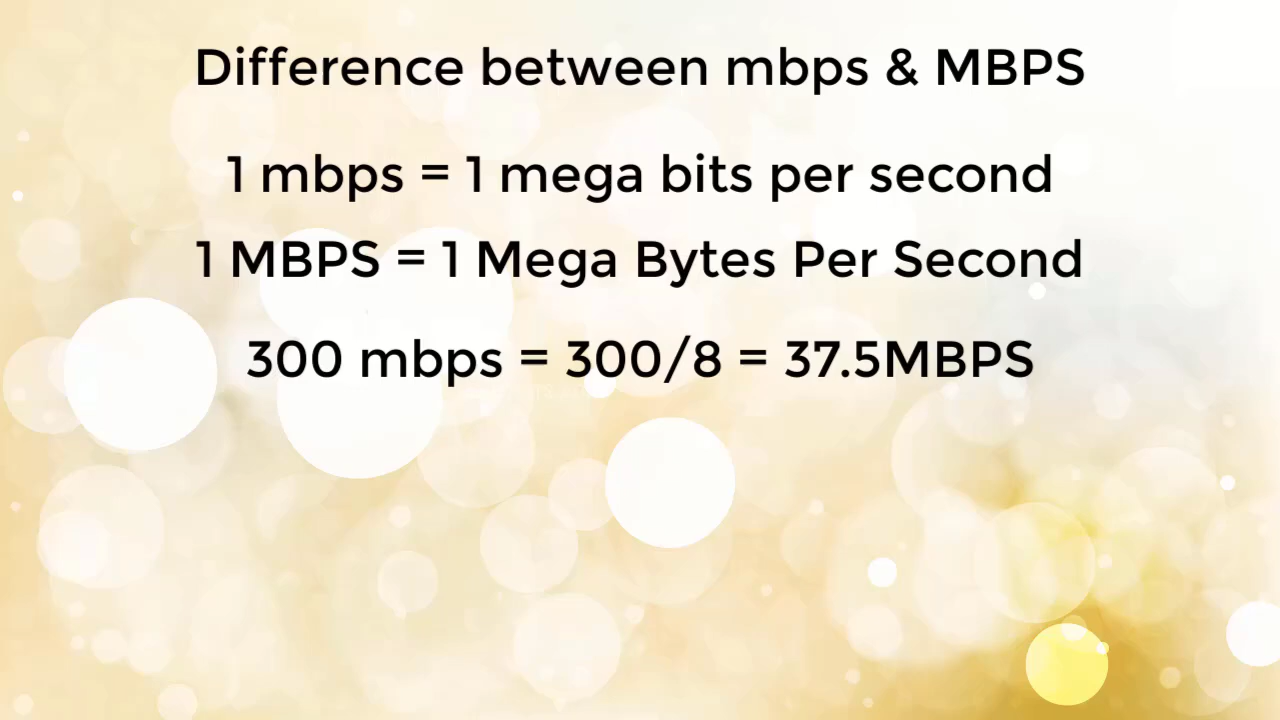 Difference between mbps & MBPS
1 mbps = 1 mega bits per second
1 MBPS = 1 Mega Bytes Per Second
300 mbps = 300/8 = 37.5MBPS